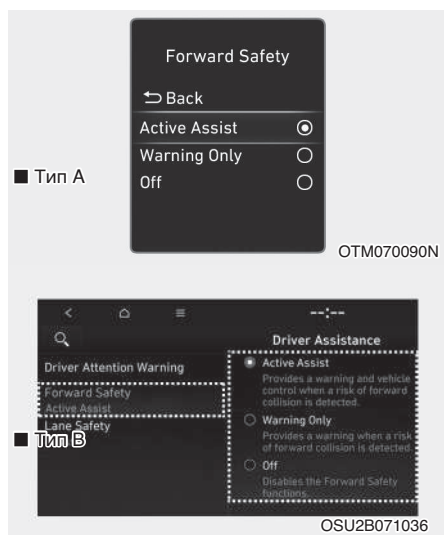 Forward Safety
Back
Active Assist
Warning Only
Off
■ Тип A
OTM070090N
--:--
Driver Assistance
Driver Attention Warning
Forward Safety
Active Assist
Lane Safety
■ Тип B
Active Assist
Provides a warning and vehicle
control when a risk of forward
collision is detected.
Warning Only
Provides a warning when a risk
of forward collision is detected
Off
Disables the Forward Safety
functions.
OSU2B071036